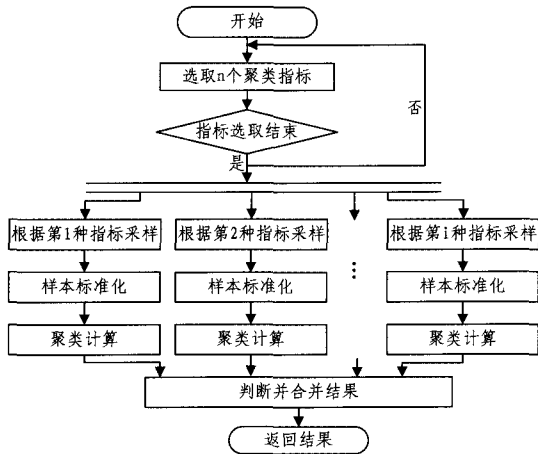 开始
选取n个聚类指标
指标选取结束
否
是
根据第1种指标采样
根据第2种指标采样
根据第i种指标采样
⋮
样本标准化
样本标准化
样本标准化
聚类计算
聚类计算
聚类计算
判断并合并结果
返回结果